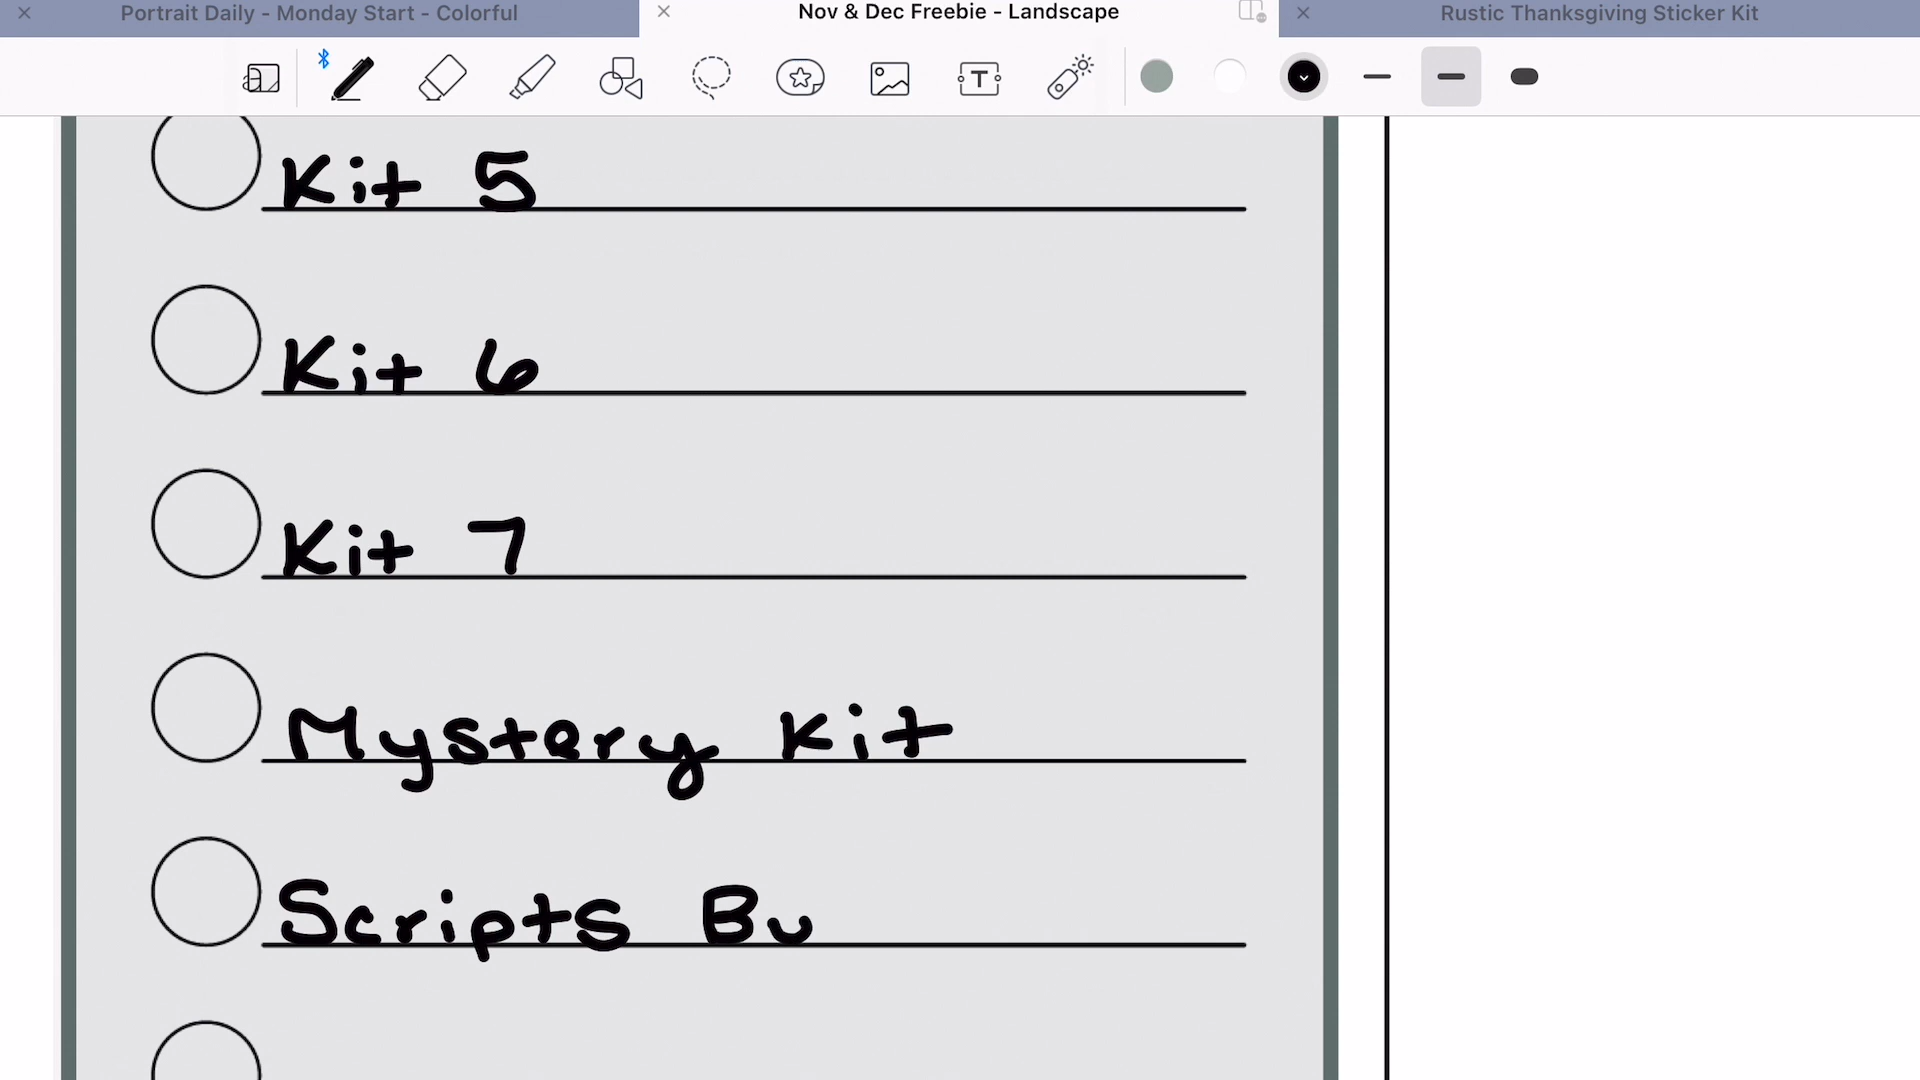 Portrait Daily - Monday Start - Colorful
Nov & Dec Freebie - Landscape
Rustic Thanksgiving Sticker Kit
Kit 5
Kit 6
Kit 7
Mystery Kit
Scripts Bu